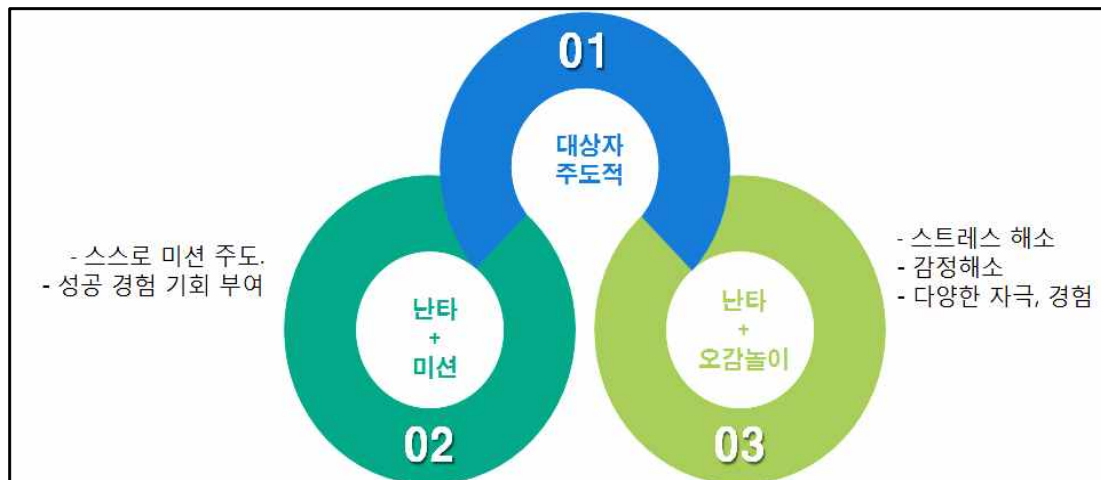 01
대상자
주도적
- 스스로 미션 주도.
- 성공 경험 기회 부여
난타
+
미션
02
난타
+
오감놀이
03
- 스트레스 해소
- 감정해소
- 다양한 자극, 경험